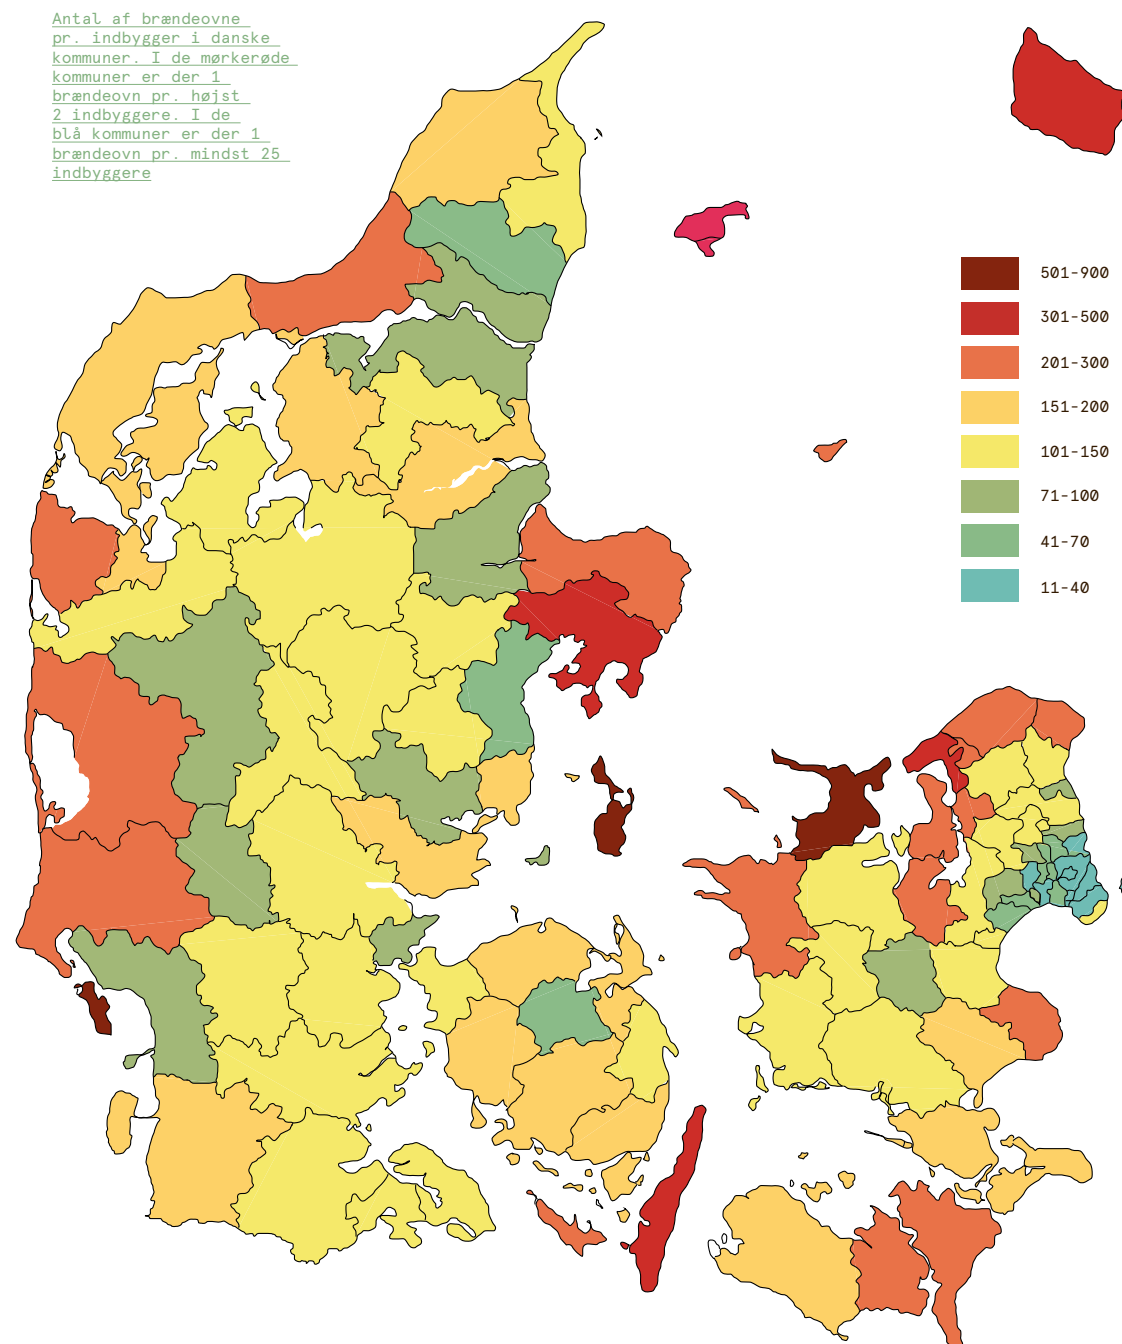 Antal af brændeovne
pr. indbygger i danske
kommuner. I de mørkerøde
kommuner er der 1
brændeovn pr. højst
2 indbyggere. I de
blå kommuner er der 1
brændeovn pr. mindst 25
indbyggere
501-900
301-500
201-300
151-200
101-150
71-100
41-70
11-40